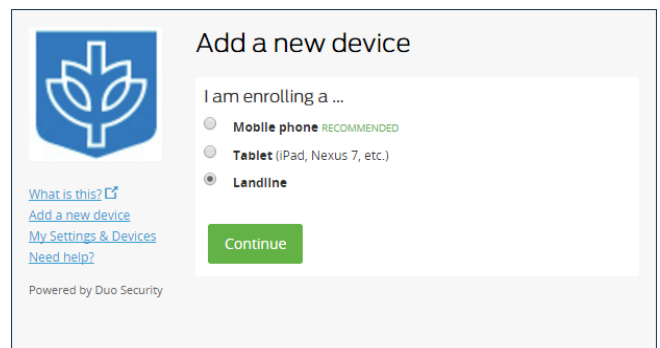 Add a new device
I am enrolling a ...
Mobile phone RECOMMENDED
Tablet (iPad, Nexus 7, etc.)
Landline
Continue
What is this?
Add a new device
My Settings & Devices
Need help?
Powered by Duo Security